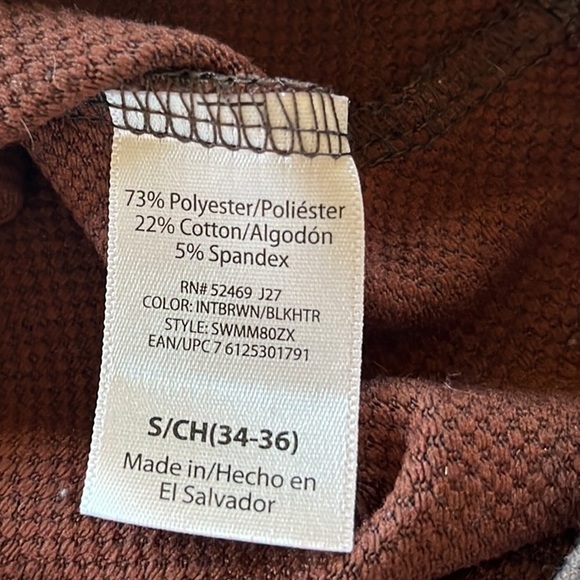 73% Polyester/Poliéster
22% Cotton/Algodón
5% Spandex
RN# 52469 J27
COLOR: INTBRWN/BLKHTR
STYLE: SWMM80ZX
EAN/UPC 7 6125301791
S/CH(34-36)
Made in/Hecho en
El Salvador